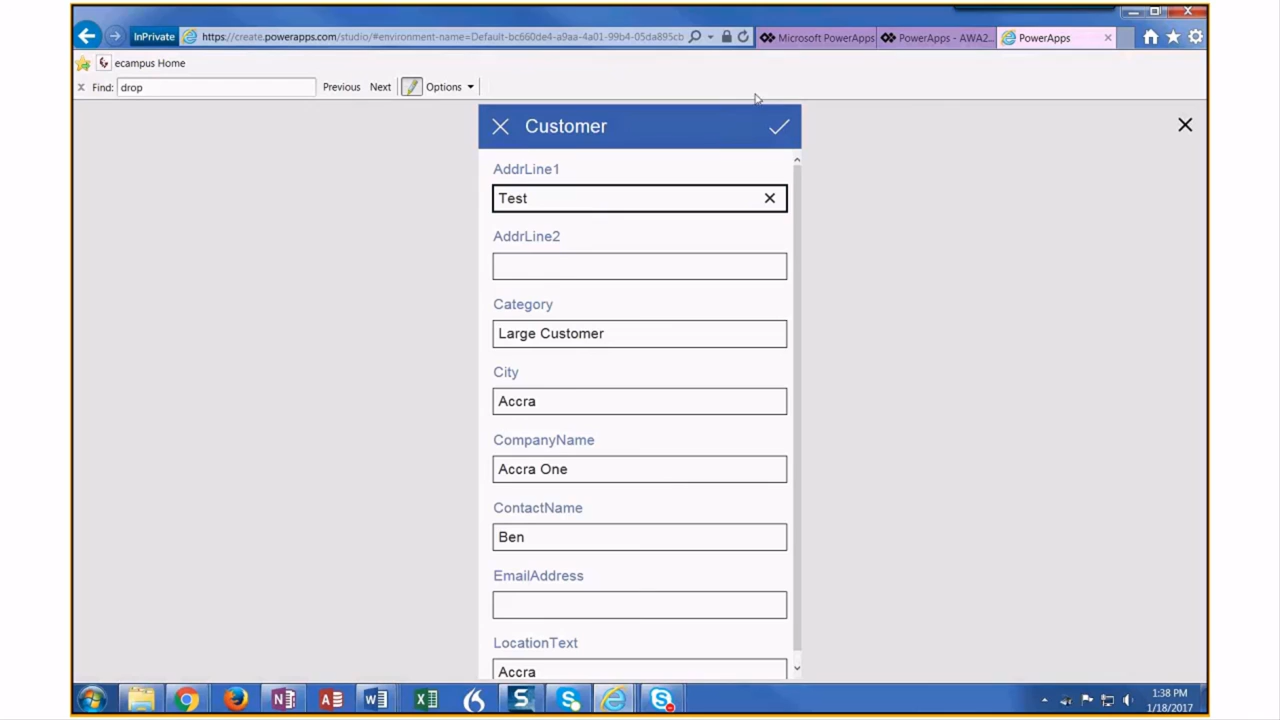 InPrivate
https://create.powerapps.com/studio/#environment-name=Default-bc660de4-a9aa-4a01-99b4-05da895cb
Microsoft PowerApps
PowerApps - AWA2...
PowerApps
ecampus Home
Find: drop
Previous
Next
Options
Customer
AddrLine1
Test
AddrLine2
Category
Large Customer
City
Accra
CompanyName
Accra One
ContactName
Ben
EmailAddress
LocationText
Accra
1:38 PM
1/18/2017